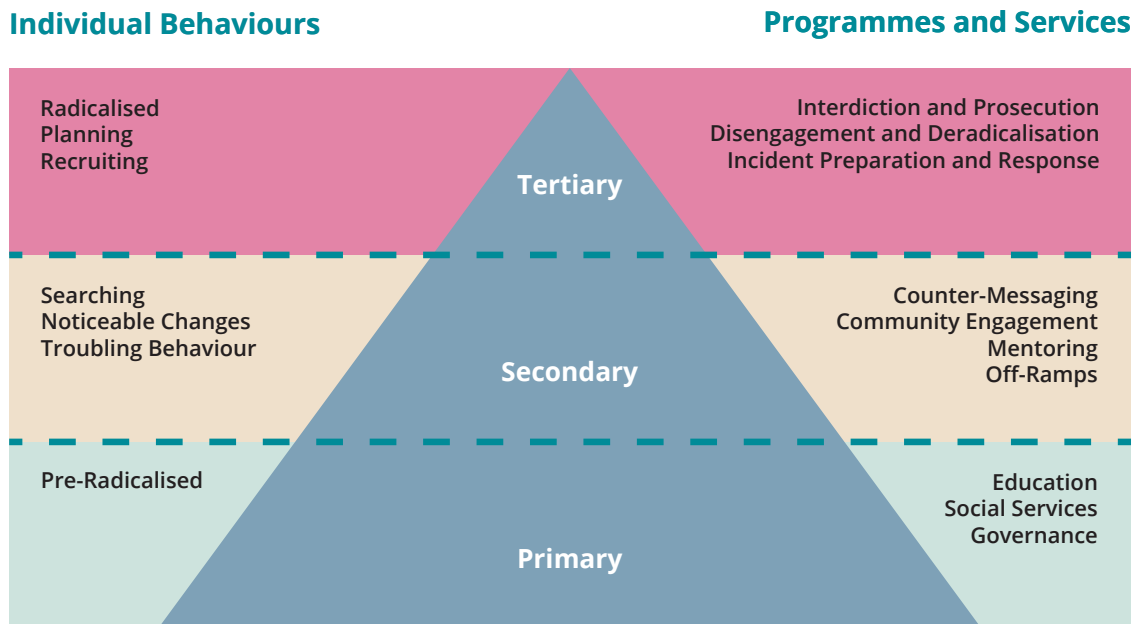 Individual Behaviours
Programmes and Services
Radicalised
Planning
Recruiting
Interdiction and Prosecution
Disengagement and Deradicalisation
Incident Preparation and Response
Tertiary
Searching
Noticeable Changes
Troubling Behaviour
Counter-Messaging
Community Engagement
Mentoring
Off-Ramps
Secondary
Pre-Radicalised
Education
Social Services
Governance
Primary